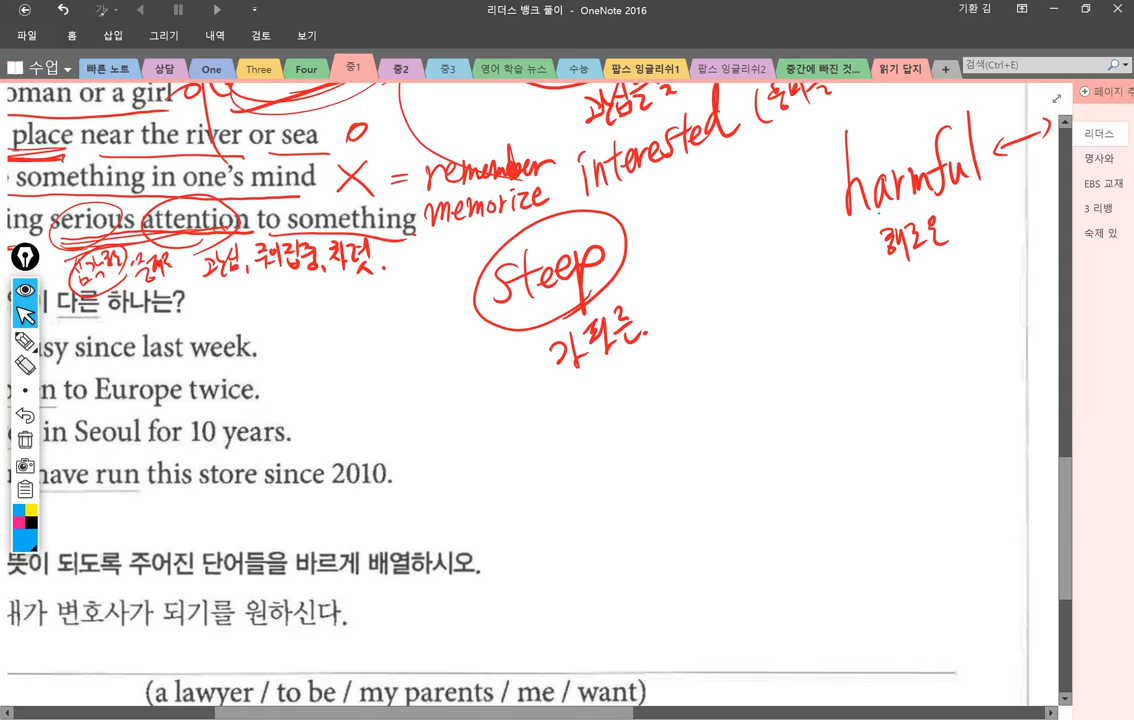 리더스 뱅크 풀이 - OneNote 2016
기환 김
파일 홈 삽입 그리기 내역 검토 보기
수업 빠른 노트 상담 One Three Four 중1 중2 중3 영어 학습 뉴스 수능 팝스 잉글리쉬1 팝스 잉글리쉬2 중간에 빠진 것... 읽기 답지 검색(Ctrl+E)
페이지 추
리더스
명사와
EBS 교재
3 리뱅
숙제 있
oman or a girl
place near the river or sea O
something in one's mind X = remember
memorize
interested
harmful
해로운
ing serious attention to something
관심, 주의집중,
steep
가파른.
이 다른 하나는?
asy since last week.
en to Europe twice.
in Seoul for 10 years.
have run this store since 2010.
뜻이 되도록 주어진 단어들을 바르게 배열하시오.
내가 변호사가 되기를 원하신다.
(a lawyer / to be / my parents / me / want)